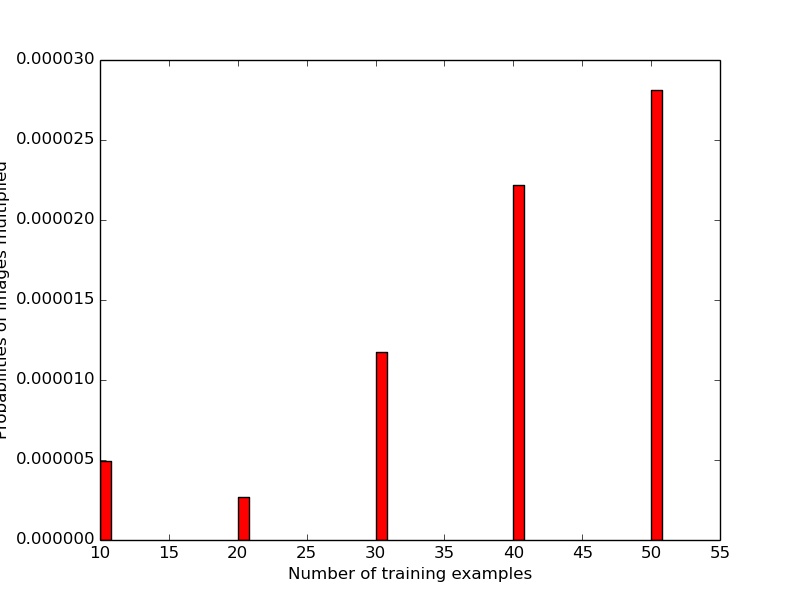 0.000030
0.000025
0.000020
0.000015
0.000010
0.000005
0.000000
Probabilities of images multiplied
10 15 20 25 30 35 40 45 50 55
Number of training examples